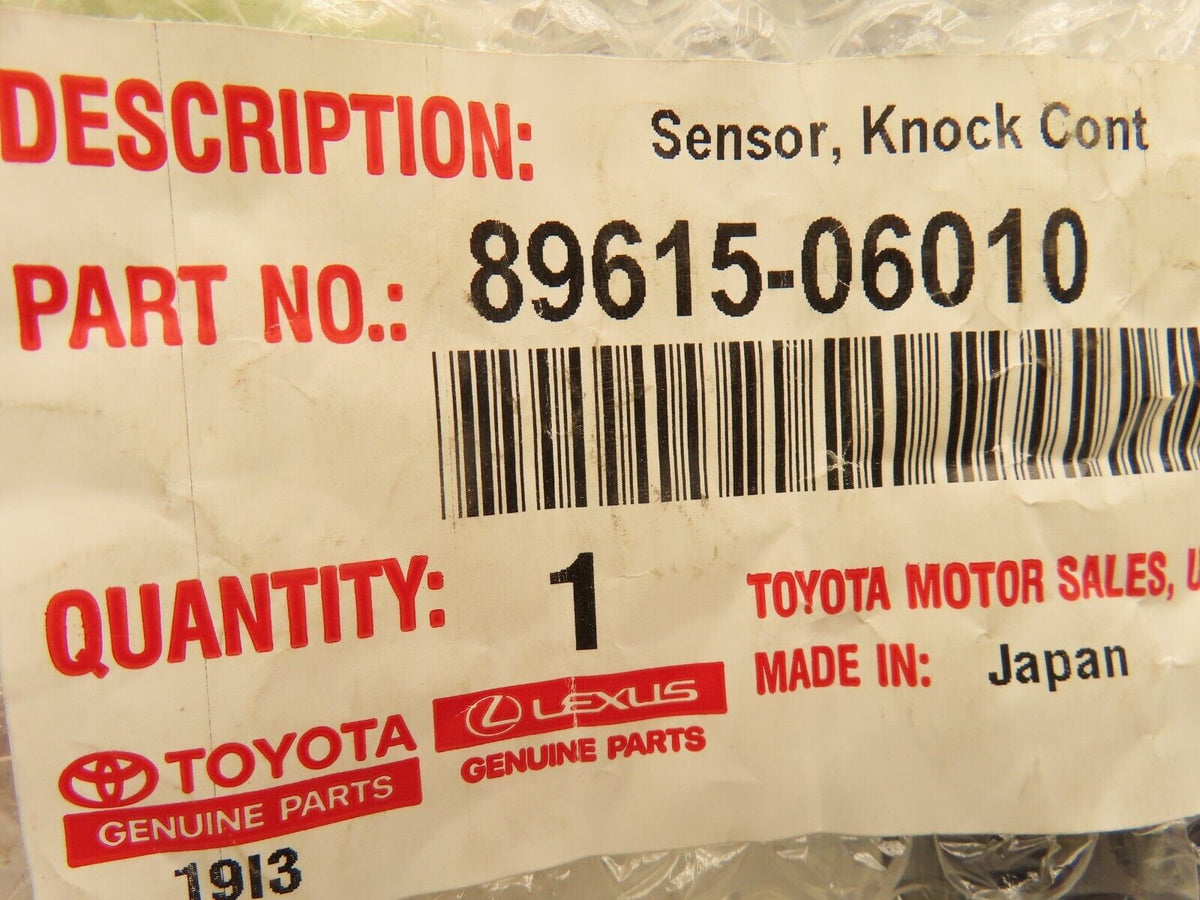 DESCRIPTION: Sensor, Knock Cont
PART NO.: 89615-06010
QUANTITY: 1
TOYOTA MOTOR SALES, U
MADE IN: Japan
TOYOTA
GENUINE PARTS
LEXUS
GENUINE PARTS
19I3